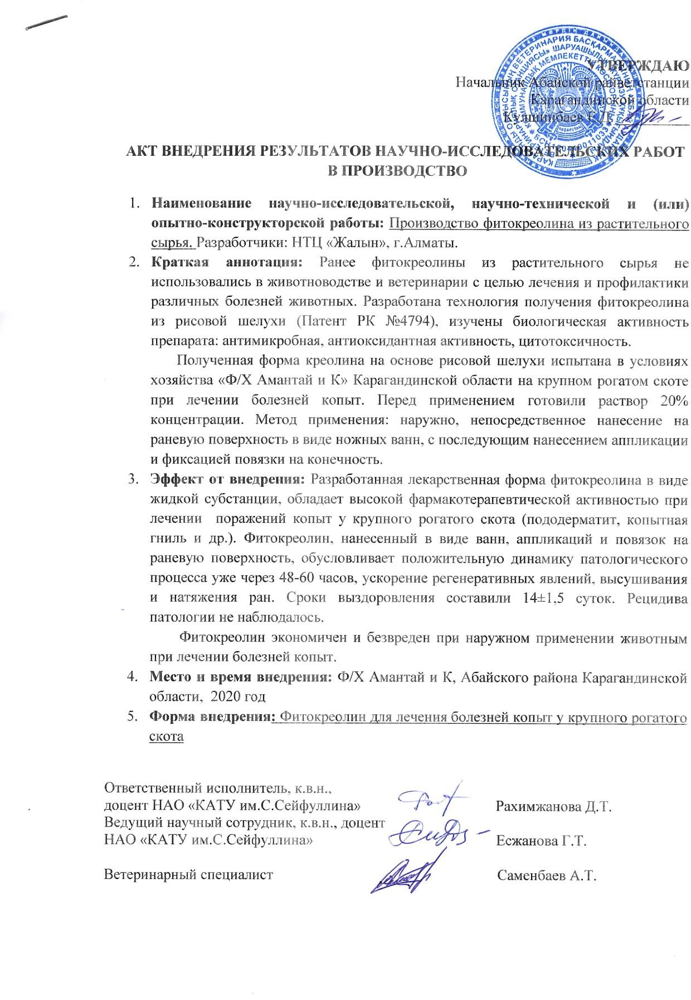 УТВЕРЖДАЮ
Начальник Абайской райветстанции
Карагандинской области
Кулшинбаев Е.Д.
АКТ ВНЕДРЕНИЯ РЕЗУЛЬТАТОВ НАУЧНО-ИССЛЕДОВАТЕЛЬСКИХ РАБОТ
В ПРОИЗВОДСТВО
1. Наименование научно-исследовательской, научно-технической и (или)
опытно-конструкторской работы: Производство фитокреолина из растительного
сырья. Разработчики: НТЦ «Жалын», г.Алматы.
2. Краткая аннотация: Ранее фитокреолины из растительного сырья не
использовались в животноводстве и ветеринарии с целью лечения и профилактики
различных болезней животных. Разработана технология получения фитокреолина
из рисовой шелухи (Патент РК №4794), изучены биологическая активность
препарата: антимикробная, антиоксидантная активность, цитотоксичность.
Полученная форма креолина на основе рисовой шелухи испытана в условиях
хозяйства «Ф/Х Амантай и К» Карагандинской области на крупном рогатом скоте
при лечении болезней копыт. Перед применением готовили раствор 20%
концентрации. Метод применения: наружно, непосредственное нанесение на
раневую поверхность в виде ножных ванн, с последующим нанесением аппликации
и фиксацией повязки на конечность.
3. Эффект от внедрения: Разработанная лекарственная форма фитокреолина в виде
жидкой субстанции, обладает высокой фармакотерапевтической активностью при
лечении поражений копыт у крупного рогатого скота (пододерматит, копытная
гниль и др.). Фитокреолин, нанесенный в виде ванн, аппликаций и повязок на
раневую поверхность, обусловливает положительную динамику патологического
процесса уже через 48-60 часов, ускорение регенеративных явлений, высушивания
и натяжения ран. Сроки выздоровления составили 14±1,5 суток. Рецидива
патологии не наблюдалось.
Фитокреолин экономичен и безвреден при наружном применении животным
при лечении болезней копыт.
4. Место и время внедрения: Ф/Х Амантай и К, Абайского района Карагандинской
области, 2020 год
5. Форма внедрения: Фитокреолин для лечения болезней копыт у крупного рогатого
скота
Ответственный исполнитель, к.в.н.,
доцент НАО «КАТУ им.С.Сейфуллина» Рахимжанова Д.Т.
Ведущий научный сотрудник, к.в.н., доцент
НАО «КАТУ им.С.Сейфуллина» Есжанова Г.Т.
Ветеринарный специалист Саменбаев А.Т.